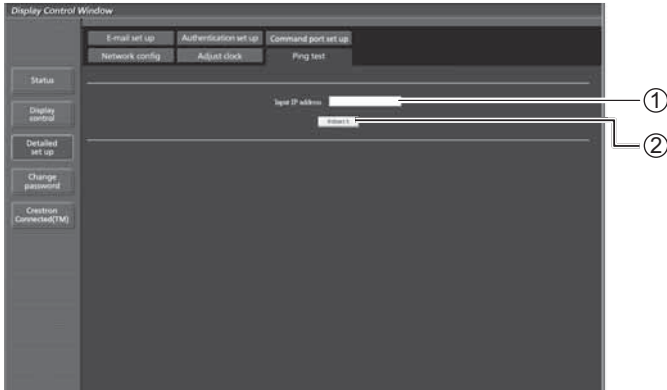 Display Control Window
E-mail set up
Authentication set up
Command port set up
Network config
Adjust clock
Ping test
Status
Input IP address
①
Display
control
②
Detailed
set up
Change
password
Crestron
Connected(TM)